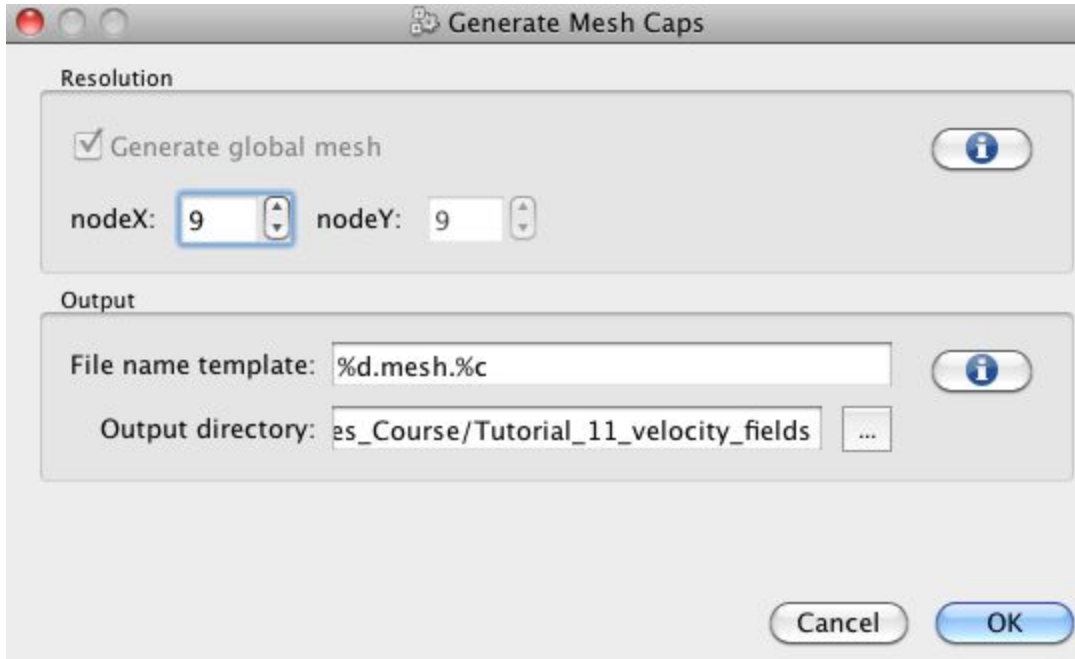 Generate Mesh Caps
Resolution
Generate global mesh
nodeX: 9 nodeY: 9
Output
File name template: %d.mesh.%c
Output directory: es_Course/Tutorial_11_velocity_fields ...
Cancel OK